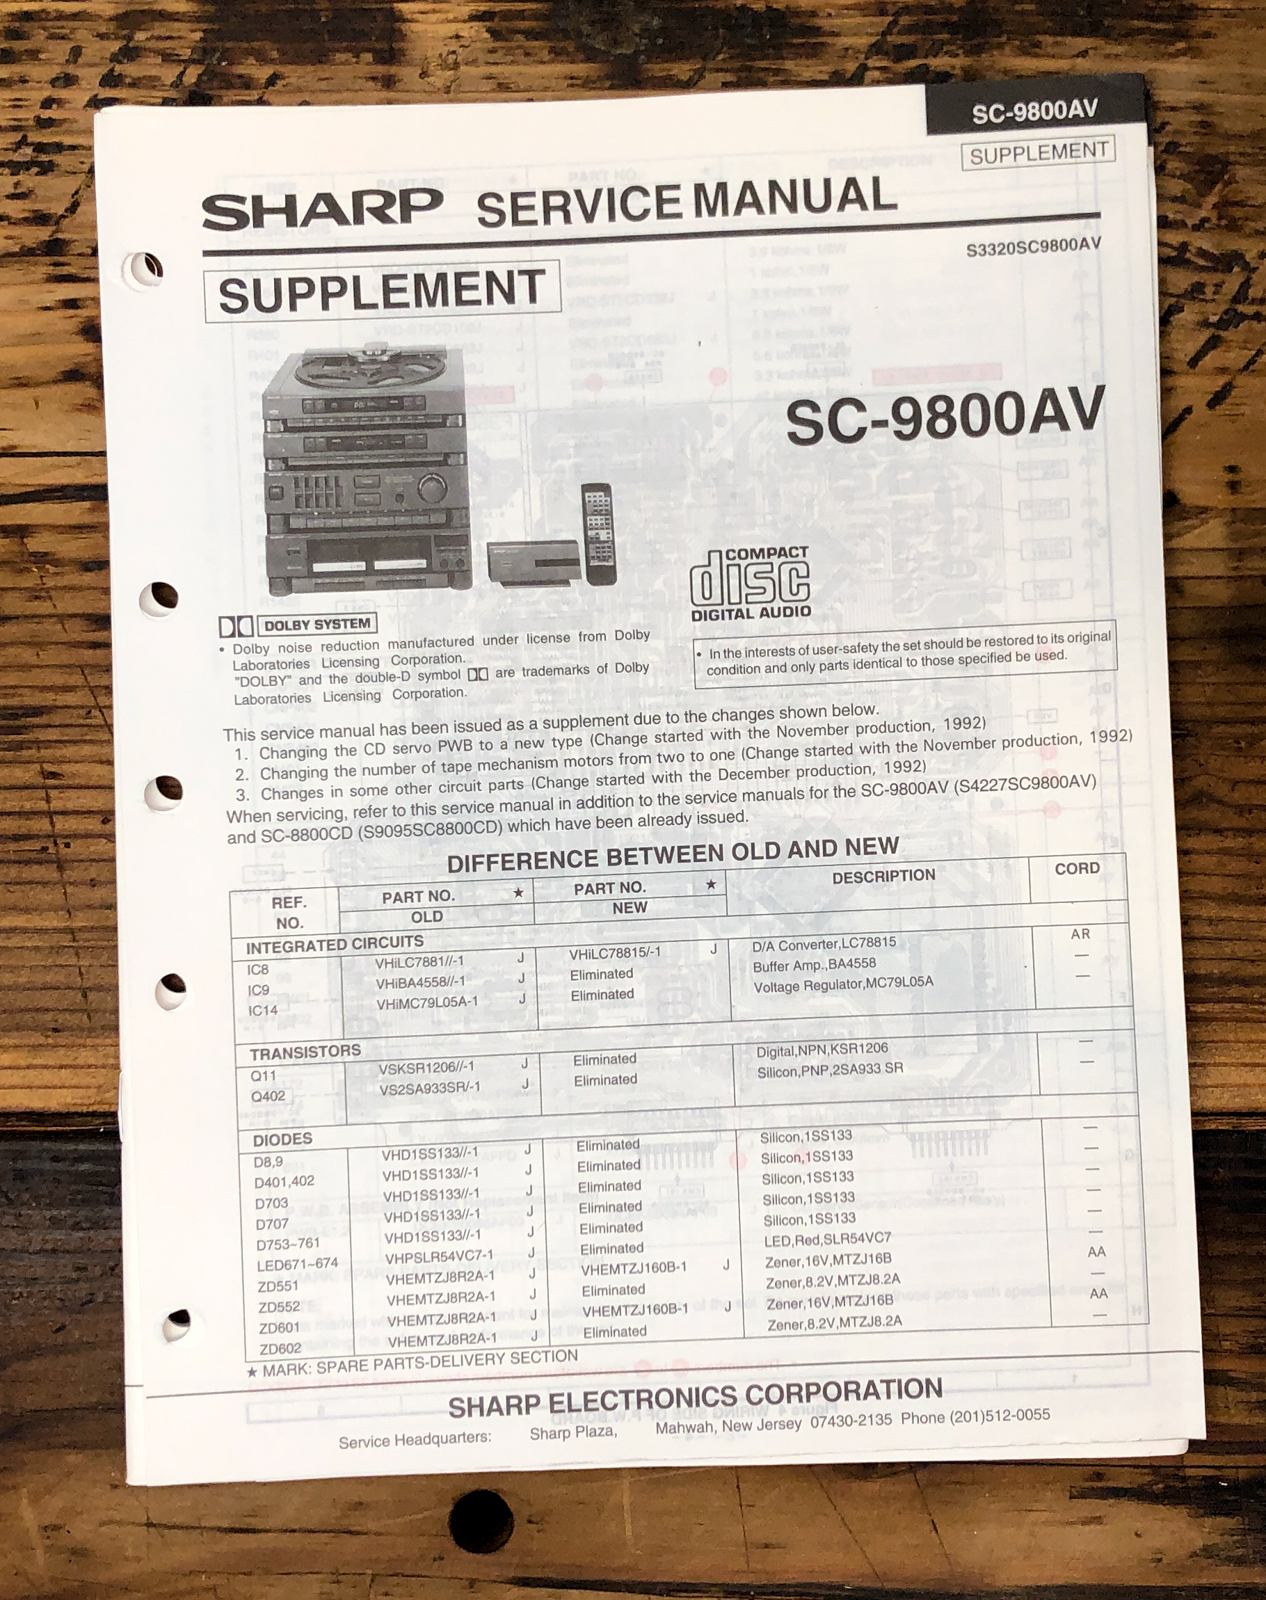 SC-9800AV
SUPPLEMENT
SHARP SERVICE MANUAL
S3320SC9800AV
SUPPLEMENT
SC-9800AV
COMPACT
disc
DIGITAL AUDIO
DOLBY SYSTEM
• Dolby noise reduction manufactured under license from Dolby
Laboratories Licensing Corporation.
"DOLBY" and the double-D symbol are trademarks of Dolby
Laboratories Licensing Corporation.
• In the interests of user-safety the set should be restored to its original
condition and only parts identical to those specified be used.
This service manual has been issued as a supplement due to the changes shown below.
1. Changing the CD servo PWB to a new type (Change started with the November production, 1992)
2. Changing the number of tape mechanism motors from two to one (Change started with the November production, 1992)
3. Changes in some other circuit parts (Change started with the December production, 1992)
When servicing, refer to this service manual in addition to the service manuals for the SC-9800AV (S4227SC9800AV)
and SC-8800CD (S9095SC8800CD) which have been already issued.
DIFFERENCE BETWEEN OLD AND NEW
REF. NO. PART NO. ★ OLD PART NO. ★ NEW DESCRIPTION CORD
INTEGRATED CIRCUITS
IC8 VHiLC7881//-1 J VHiLC78815/-1 J D/A Converter,LC78815 AR
IC9 VHiBA4558//-1 J Eliminated Buffer Amp.,BA4558 —
IC14 VHiMC79L05A-1 J Eliminated Voltage Regulator,MC79L05A —
TRANSISTORS
Q11 VSKSR1206//-1 J Eliminated Digital,NPN,KSR1206 —
Q402 VS2SA933SR/-1 J Eliminated Silicon,PNP,2SA933 SR —
DIODES
D8,9 VHD1SS133//-1 J Eliminated Silicon,1SS133 —
D401,402 VHD1SS133//-1 J Eliminated Silicon,1SS133 —
D703 VHD1SS133//-1 J Eliminated Silicon,1SS133 —
D707 VHD1SS133//-1 J Eliminated Silicon,1SS133 —
D753~761 VHD1SS133//-1 J Eliminated Silicon,1SS133 —
LED671~674 VHPSLR54VC7-1 J Eliminated LED,Red,SLR54VC7 —
ZD551 VHEMTZJ8R2A-1 J VHEMTZJ160B-1 J Zener,16V,MTZJ16B AA
ZD552 VHEMTZJ8R2A-1 J Eliminated Zener,8.2V,MTZJ8.2A —
ZD601 VHEMTZJ8R2A-1 J VHEMTZJ160B-1 J Zener,16V,MTZJ16B AA
ZD602 VHEMTZJ8R2A-1 J Eliminated Zener,8.2V,MTZJ8.2A —
★ MARK: SPARE PARTS-DELIVERY SECTION
SHARP ELECTRONICS CORPORATION
Service Headquarters: Sharp Plaza, Mahwah, New Jersey 07430-2135 Phone (201)512-0055